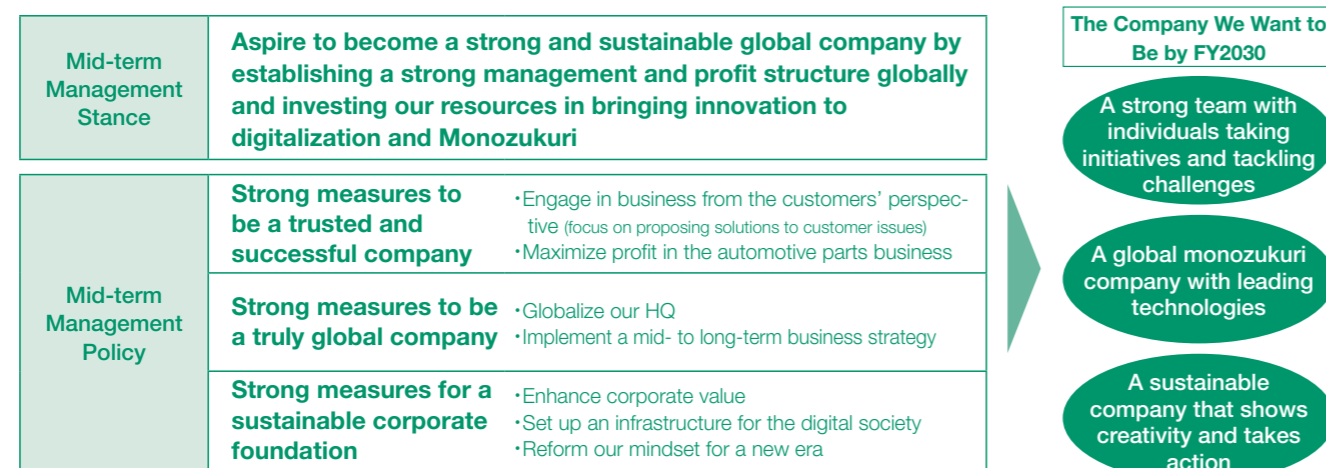 Mid-term
Management
Stance
Aspire to become a strong and sustainable global company by
establishing a strong management and profit structure globally
and investing our resources in bringing innovation to
digitalization and Monozukuri
Mid-term
Management
Policy
Strong measures to
be a trusted and
successful company
・Engage in business from the customers’ perspec-
tive (focus on proposing solutions to customer issues)
・Maximize profit in the automotive parts business
Strong measures to be
a truly global company
・Globalize our HQ
・Implement a mid- to long-term business strategy
Strong measures for a
sustainable corporate
foundation
・Enhance corporate value
・Set up an infrastructure for the digital society
・Reform our mindset for a new era
The Company We Want to
Be by FY2030
A strong team with
individuals taking
initiatives and tackling
challenges
A global monozukuri
company with leading
technologies
A sustainable
company that shows
creativity and takes
action